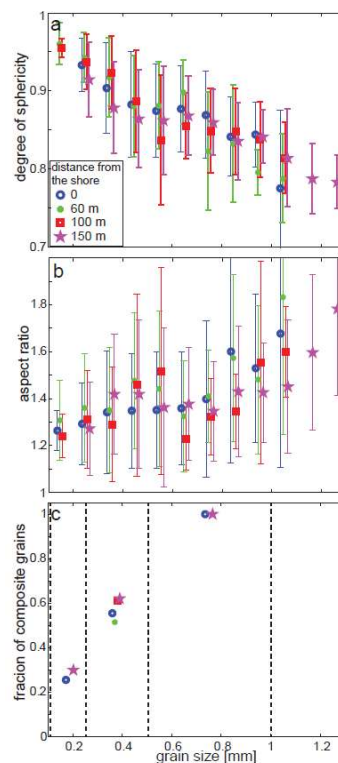 a
1
0.9
0.8
0.7
degree of sphericity
distance from
the shore
0
60 m
100 m
150 m
b
1.8
1.6
1.4
1.2
1
aspect ratio
c
1
0.8
0.6
0.4
0.2
0
fracion of composite grains
0.2 0.4 0.6 0.8 1.0 1.2
grain size [mm]